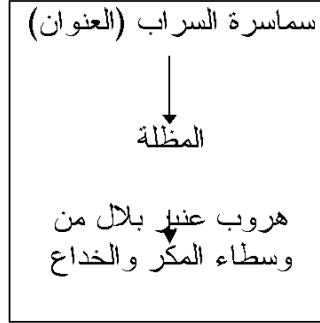 سماسرة السراب (العنوان)
المظلة
هروب عنبر بلال من
وسطاء المكر والخداع